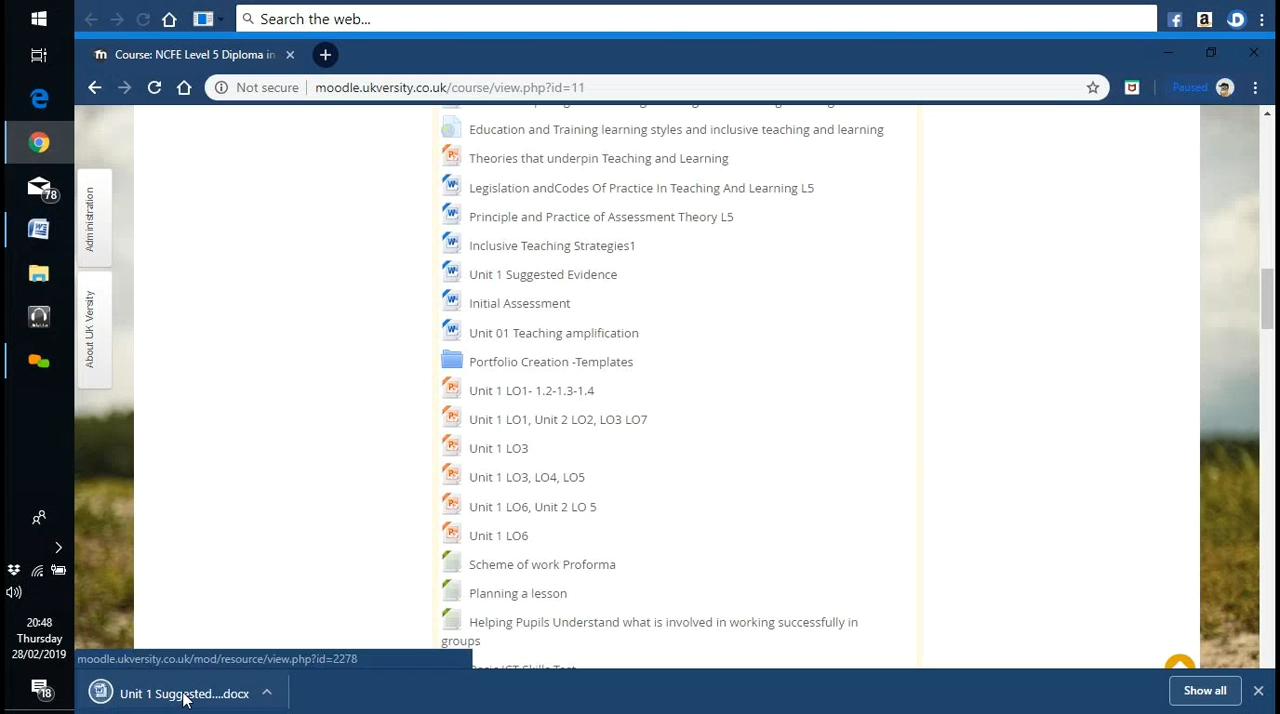 Search the web...
Course: NCFE Level 5 Diploma in
Not secure
moodle.ukversity.co.uk/course/view.php?id=11
Paused
Education and Training learning styles and inclusive teaching and learning
Theories that underpin Teaching and Learning
Legislation andCodes Of Practice In Teaching And Learning L5
Principle and Practice of Assessment Theory L5
Inclusive Teaching Strategies1
Unit 1 Suggested Evidence
Initial Assessment
Unit 01 Teaching amplification
Portfolio Creation -Templates
Unit 1 LO1- 1.2-1.3-1.4
Unit 1 LO1, Unit 2 LO2, LO3 LO7
Unit 1 LO3
Unit 1 LO3, LO4, LO5
Unit 1 LO6, Unit 2 LO 5
Unit 1 LO6
Scheme of work Proforma
Planning a lesson
Helping Pupils Understand what is involved in working successfully in
groups
Administration
About UK Versity
78
20:48
Thursday
28/02/2019
18
moodle.ukversity.co.uk/mod/resource/view.php?id=2278
Unit 1 Suggested....docx
Show all